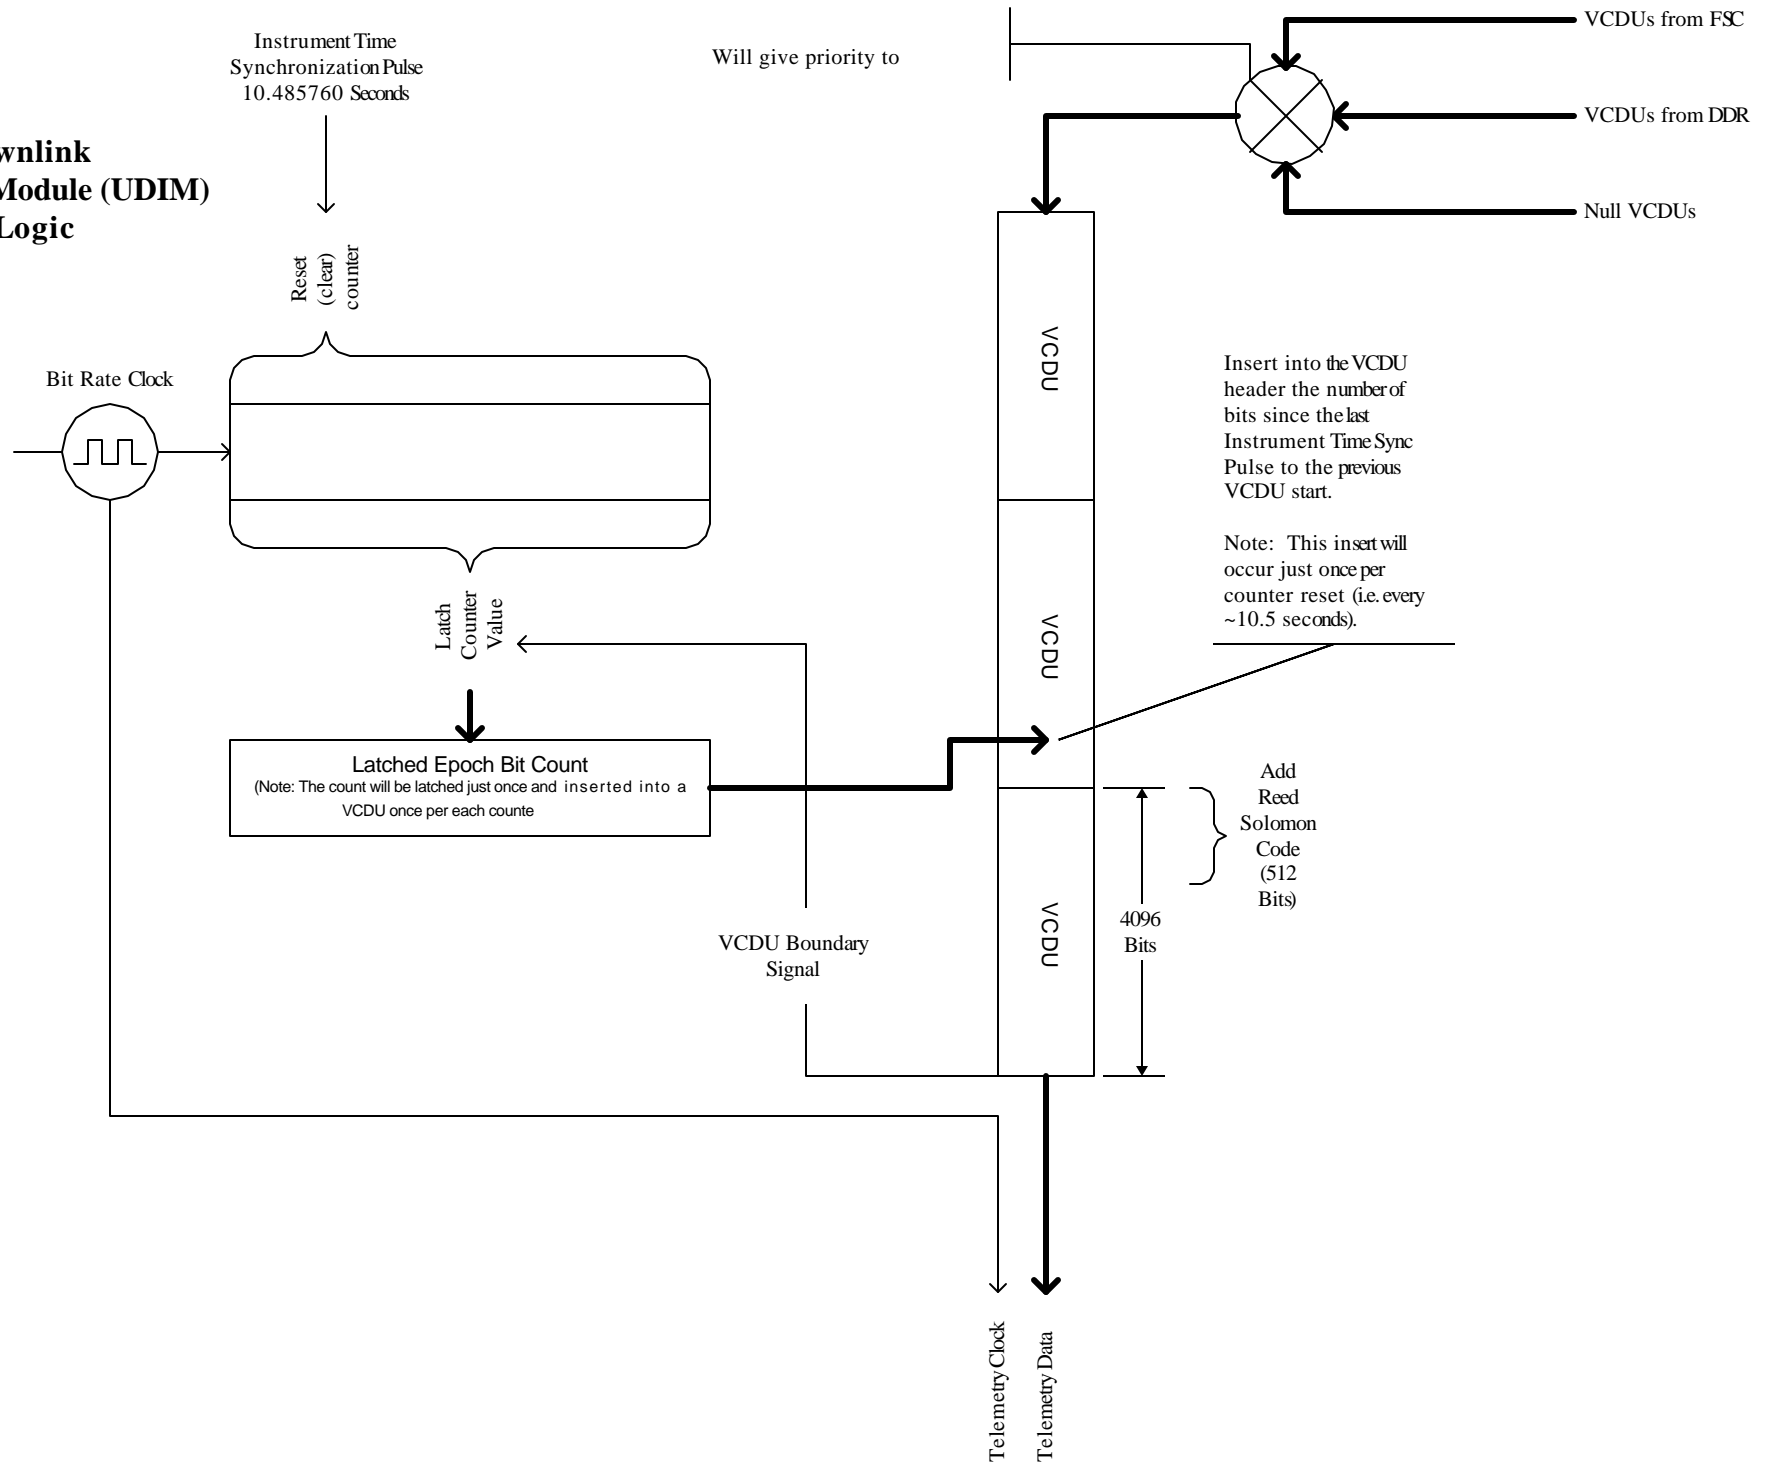 Instrument Time
Synchronization Pulse
10.485760 Seconds
Will give priority to
VCDUs from FSC
VCDUs from DDR
Null VCDUs
wnlink
Module (UDIM)
Logic
Reset
(clear)
counter
Bit Rate Clock
VCDU
Insert into the VCDU
header the number of
bits since the last
Instrument Time Sync
Pulse to the previous
VCDU start.
Note: This insert will
occur just once per
counter reset (i.e. every
~10.5 seconds).
Latch
Counter
Value
VCDU
Latched Epoch Bit Count
(Note: The count will be latched just once and inserted into a
VCDU once per each counte
Add
Reed
Solomon
Code
(512
Bits)
VCDU
4096
Bits
VCDU Boundary
Signal
Telemetry Clock
Telemetry Data